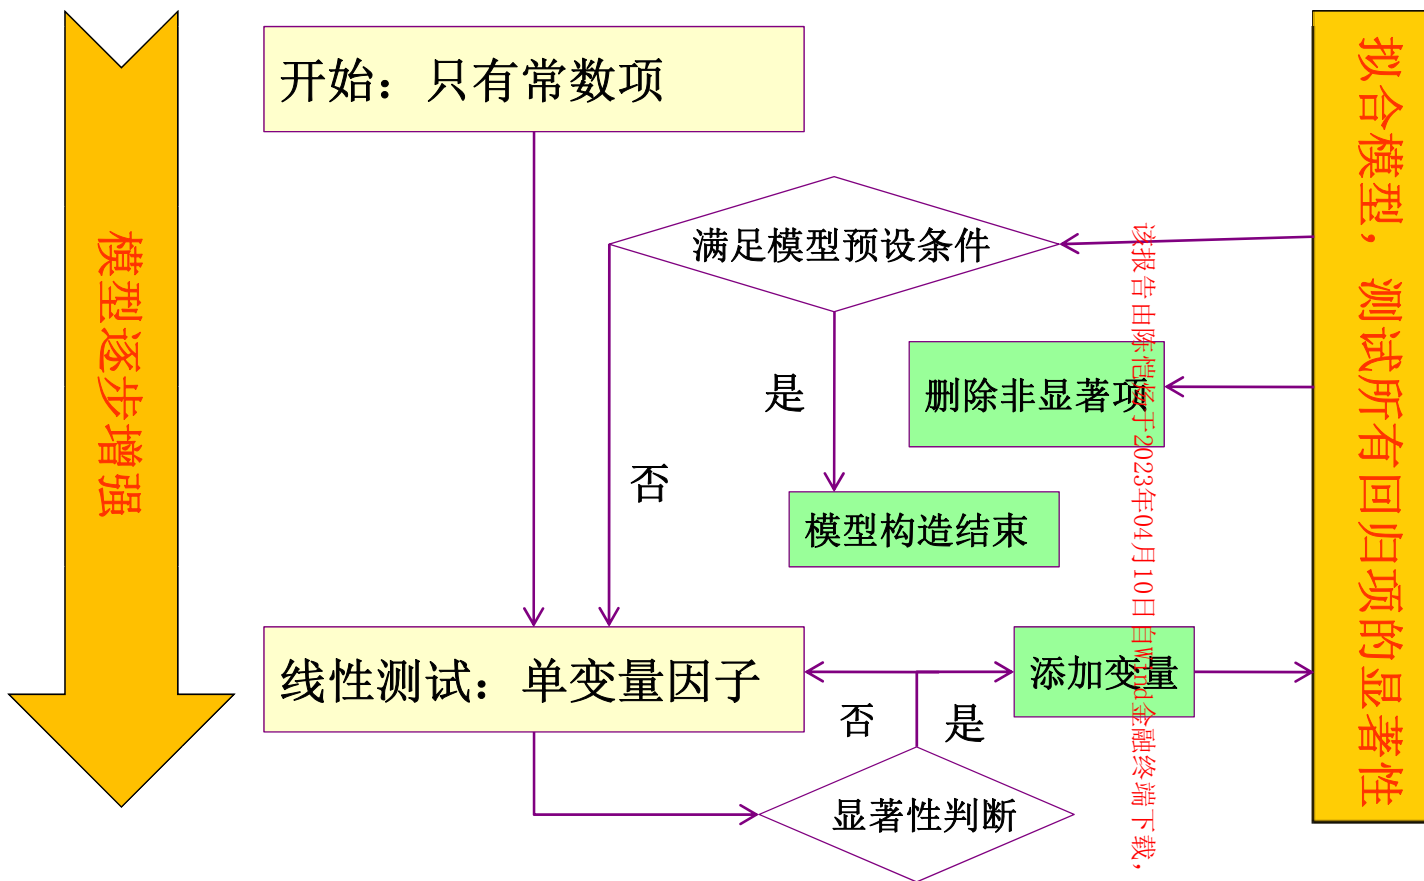 开始：只有常数项
满足模型预设条件
是
删除非显著项
否
模型构造结束
线性测试：单变量因子
添加变量
否
是
显著性判断
模型逐步增强
拟合模型，测试所有回归项的显著性
该报告由陈恺扬于2023年04月10日自Wind金融终端下载，